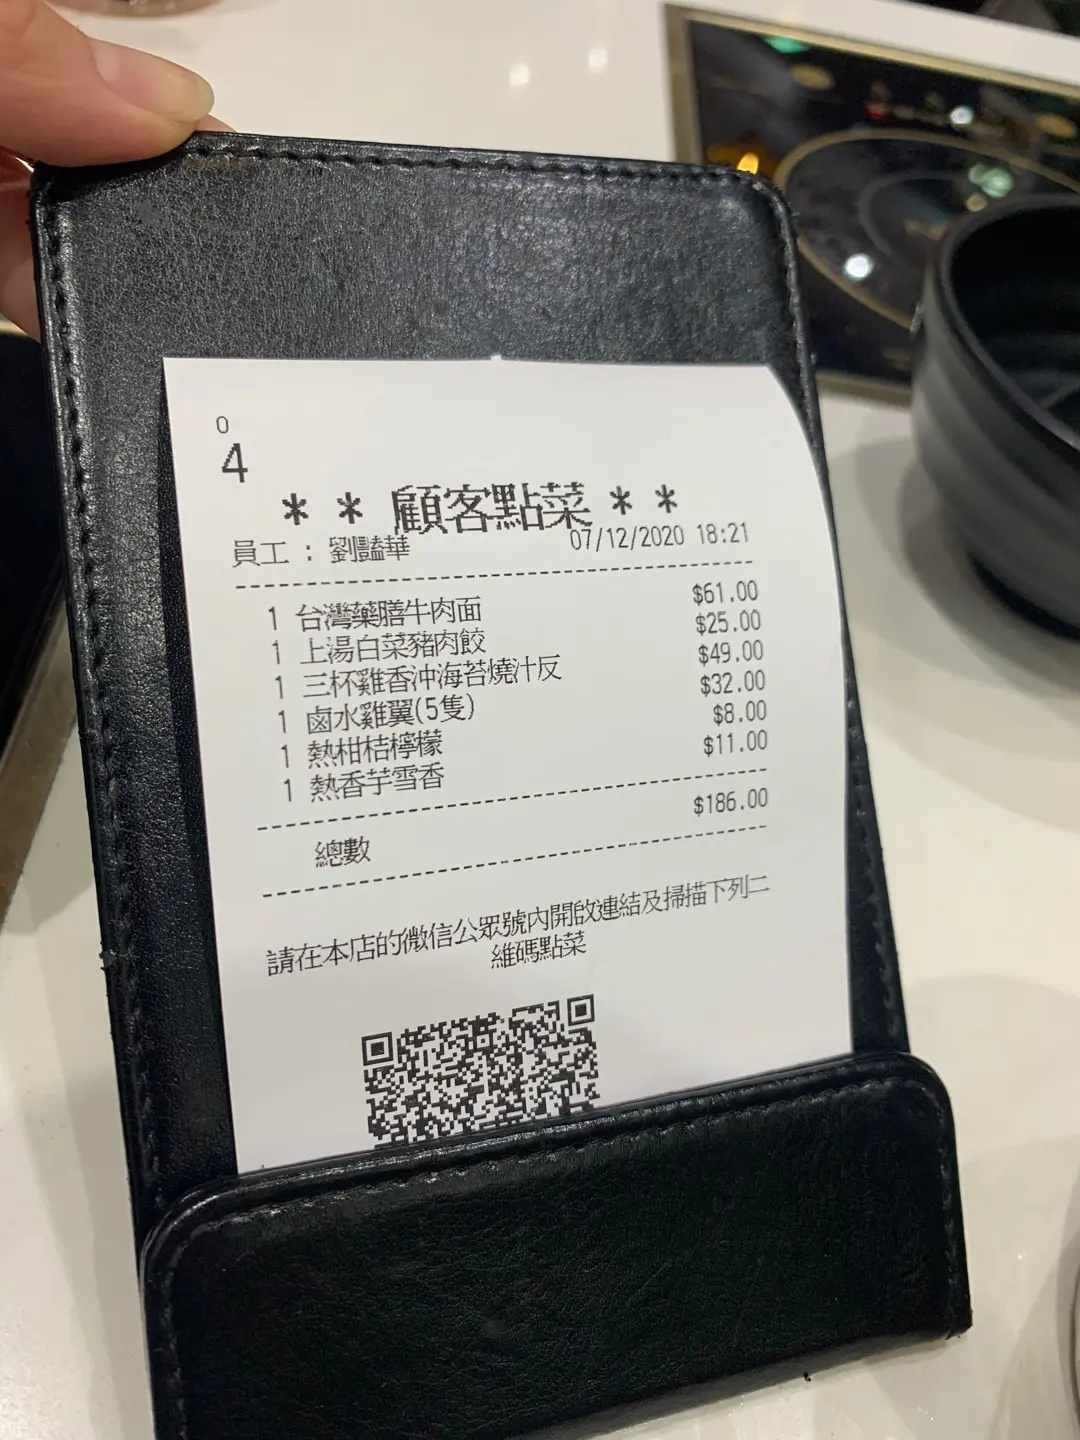 0
4
* * 顧客點菜 * *
員工 : 劉豔華 07/12/2020 18:21
1 台灣藥膳牛肉面 $61.00
1 上湯白菜豬肉餃 $25.00
1 三杯雞香沖海苔燒汁反 $49.00
1 鹵水雞翼(5隻) $32.00
1 熱柑桔檸檬 $8.00
1 熱香芋雪香 $11.00
總數 $186.00
請在本店的微信公眾號內開啟連結及掃描下列二
維碼點菜